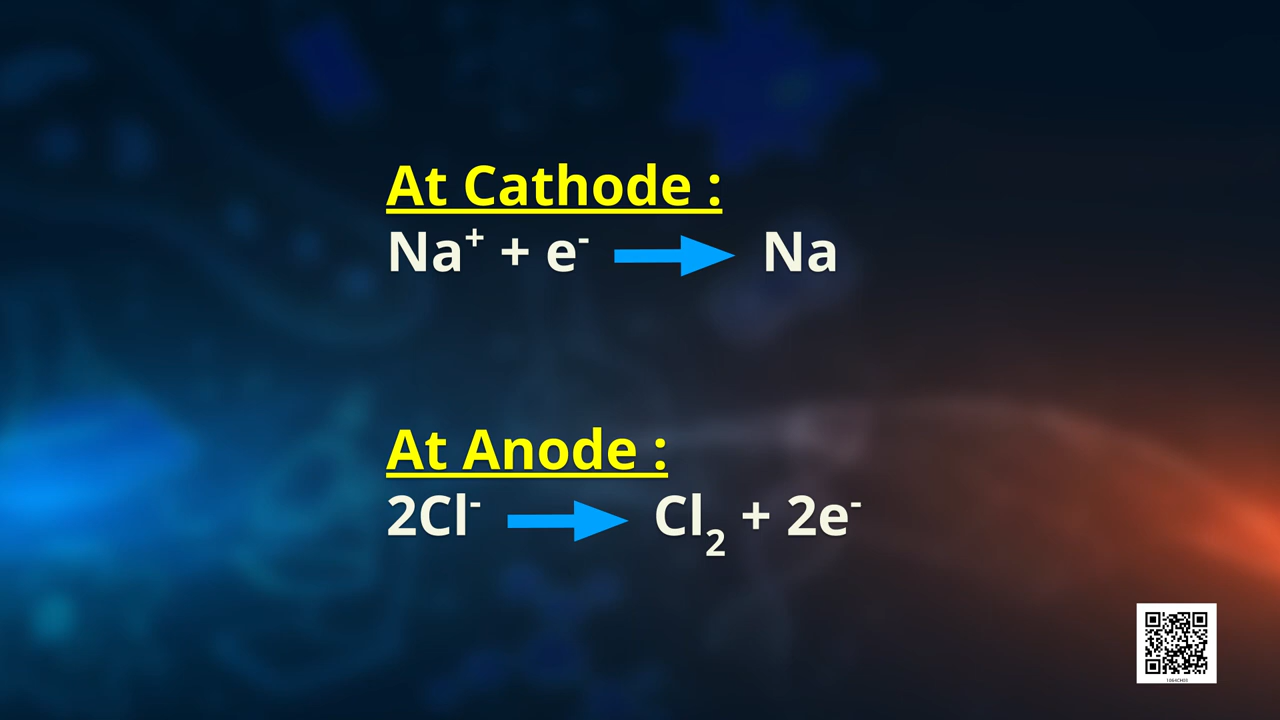 At Cathode :
Na⁺ + e⁻ → Na
At Anode :
2Cl⁻ → Cl₂ + 2e⁻